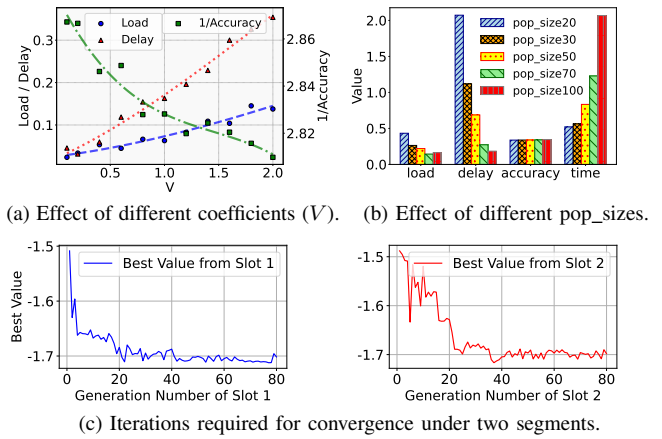 Load
Delay
1/Accuracy
0.3
0.2
0.1
Load / Delay
2.86
2.84
2.82
1/Accuracy
0.5 1.0 1.5 2.0
V
(a) Effect of different coefficients (V).
pop_size20
pop_size30
pop_size50
pop_size70
pop_size100
2.0
1.5
1.0
0.5
0.0
Value
load delay accuracy time
(b) Effect of different pop_sizes.
Best Value from Slot 1
-1.5
-1.6
-1.7
Best Value
0 20 40 60 80
Generation Number of Slot 1
Best Value from Slot 2
-1.5
-1.6
-1.7
0 20 40 60 80
Generation Number of Slot 2
(c) Iterations required for convergence under two segments.